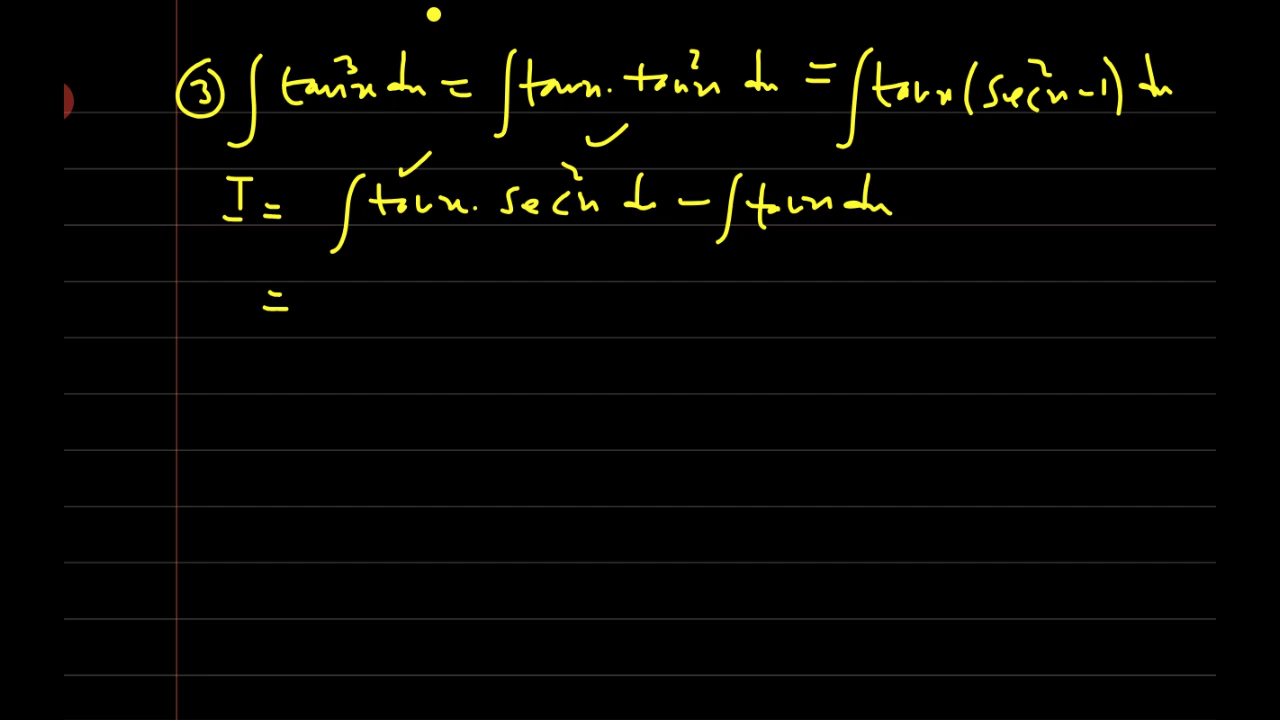 ③ ∫ tan³x dx = ∫ tanx. tan²x dx = ∫ tanx (sec²x - 1) dx
I = ∫ tanx. sec²x dx - ∫ tanx dx
=